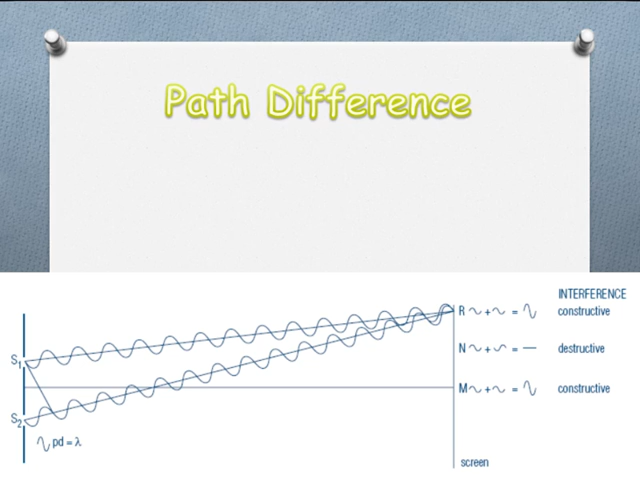 Path Difference
INTERFERENCE
R + = constructive
N + = destructive
M + = constructive
S1
S2
pd = λ
screen